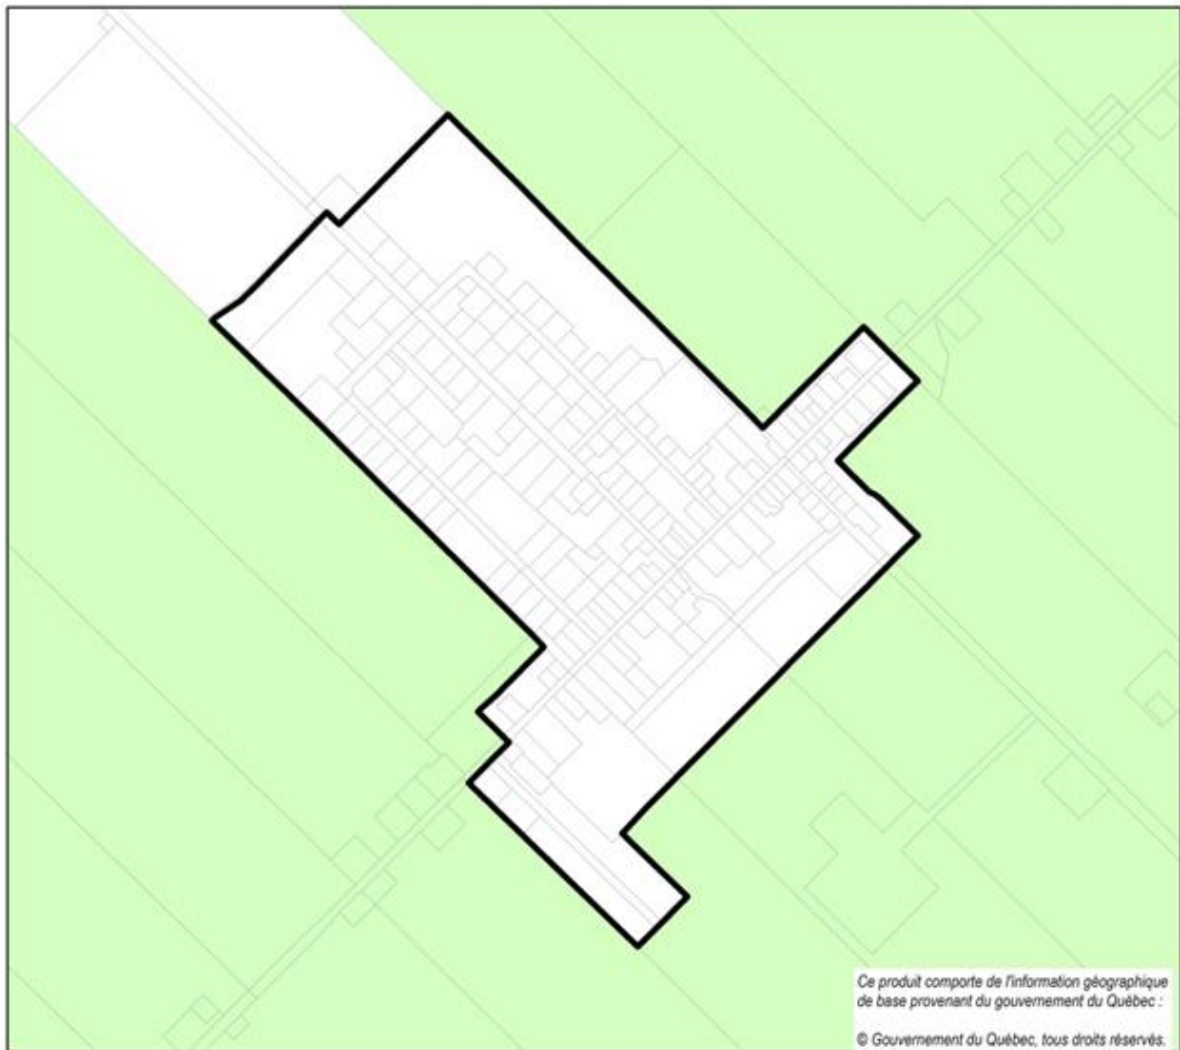 Ce produit comporte de l'information géographique
de base provenant du gouvernement du Québec :
© Gouvernement du Québec, tous droits réservés.